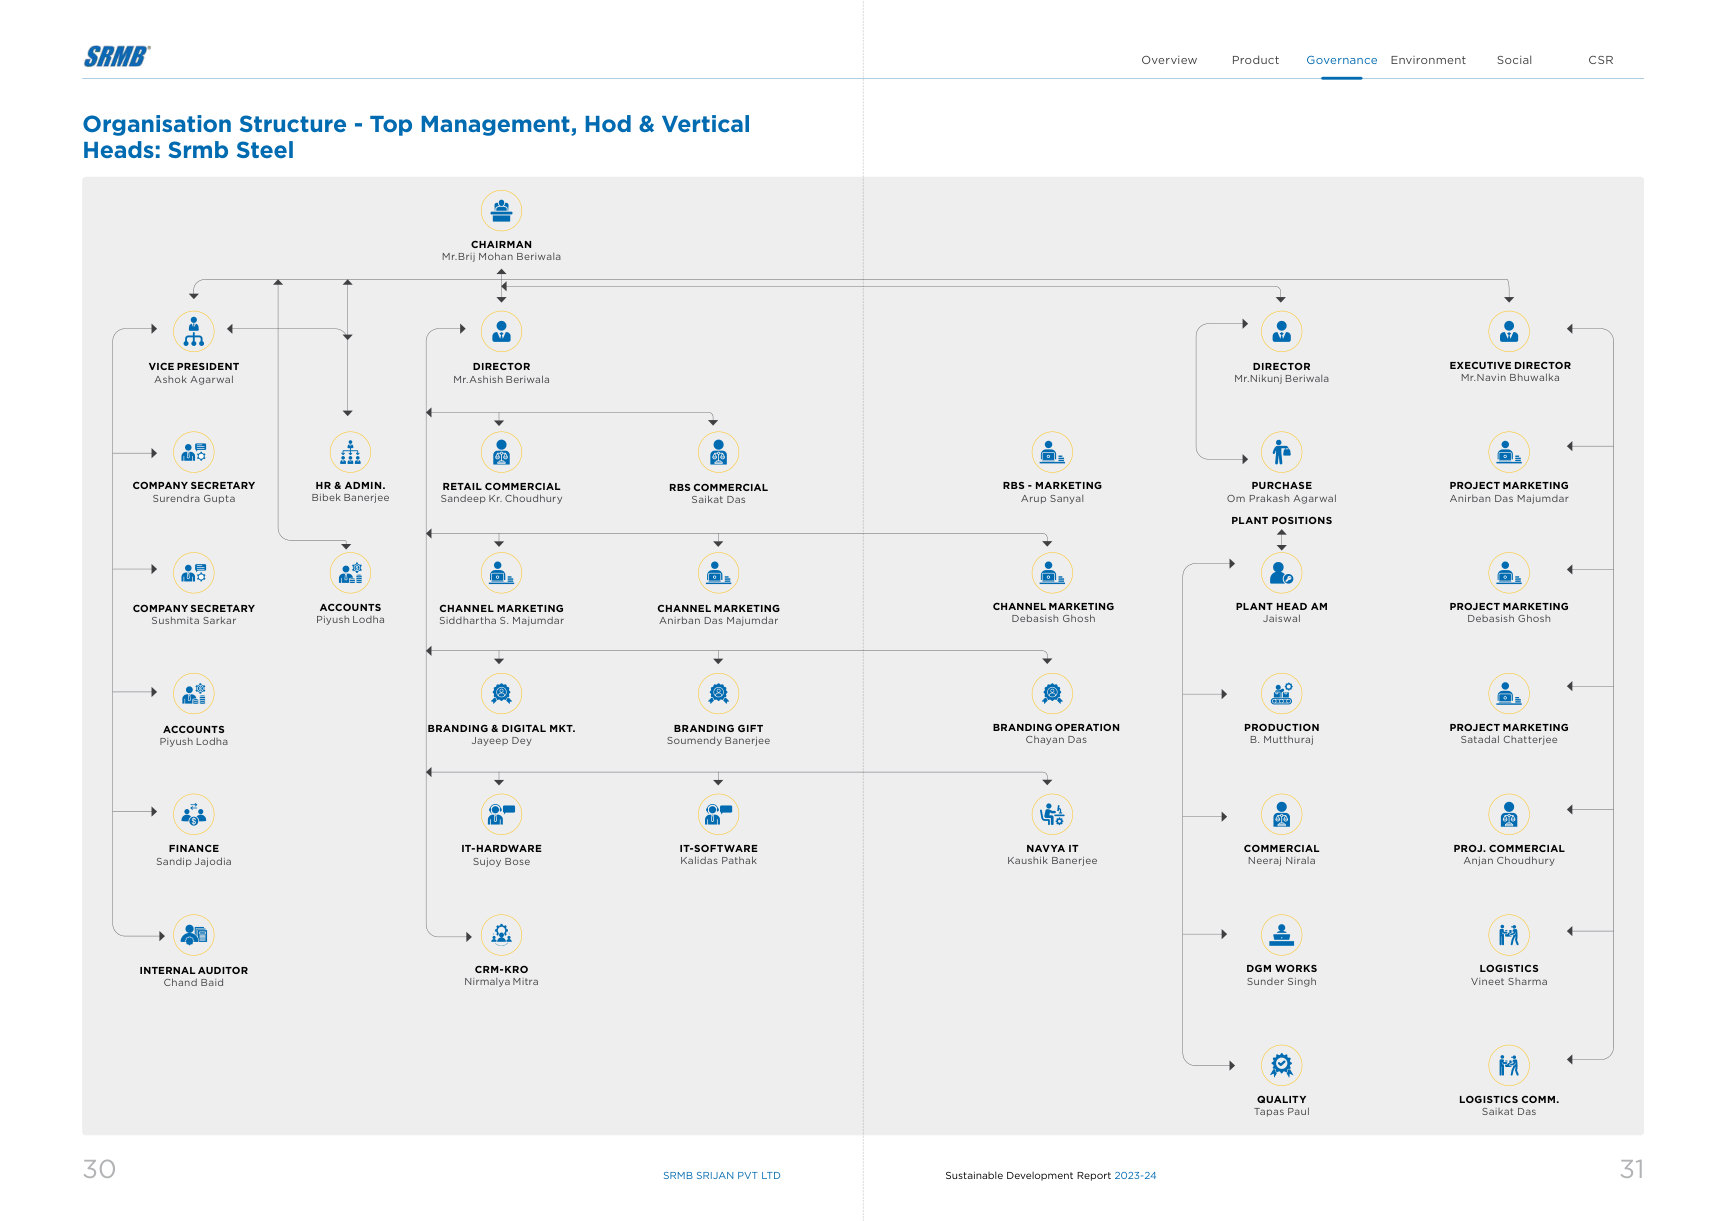 SRMB
Overview Product Governance Environment Social CSR
Organisation Structure - Top Management, Hod & Vertical
Heads: Srmb Steel
CHAIRMAN
Mr.Brij Mohan Beriwala
VICE PRESIDENT
Ashok Agarwal
DIRECTOR
Mr.Ashish Beriwala
DIRECTOR
Mr.Nikunj Beriwala
EXECUTIVE DIRECTOR
Mr.Navin Bhuwalka
COMPANY SECRETARY
Surendra Gupta
HR & ADMIN.
Bibek Banerjee
RETAIL COMMERCIAL
Sandeep Kr. Choudhury
RBS COMMERCIAL
Saikat Das
RBS - MARKETING
Arup Sanyal
PURCHASE
Om Prakash Agarwal
PROJECT MARKETING
Anirban Das Majumdar
PLANT POSITIONS
COMPANY SECRETARY
Sushmita Sarkar
ACCOUNTS
Piyush Lodha
CHANNEL MARKETING
Siddhartha S. Majumdar
CHANNEL MARKETING
Anirban Das Majumdar
CHANNEL MARKETING
Debasish Ghosh
PLANT HEAD AM
Jaiswal
PROJECT MARKETING
Debasish Ghosh
ACCOUNTS
Piyush Lodha
BRANDING & DIGITAL MKT.
Jayeep Dey
BRANDING GIFT
Soumendy Banerjee
BRANDING OPERATION
Chayan Das
PRODUCTION
B. Mutthuraj
PROJECT MARKETING
Satadal Chatterjee
FINANCE
Sandip Jajodia
IT-HARDWARE
Sujoy Bose
IT-SOFTWARE
Kalidas Pathak
NAVYA IT
Kaushik Banerjee
COMMERCIAL
Neeraj Nirala
PROJ. COMMERCIAL
Anjan Choudhury
INTERNAL AUDITOR
Chand Baid
CRM-KRO
Nirmalya Mitra
DGM WORKS
Sunder Singh
LOGISTICS
Vineet Sharma
QUALITY
Tapas Paul
LOGISTICS COMM.
Saikat Das
30
SRMB SRIJAN PVT LTD
Sustainable Development Report 2023-24
31